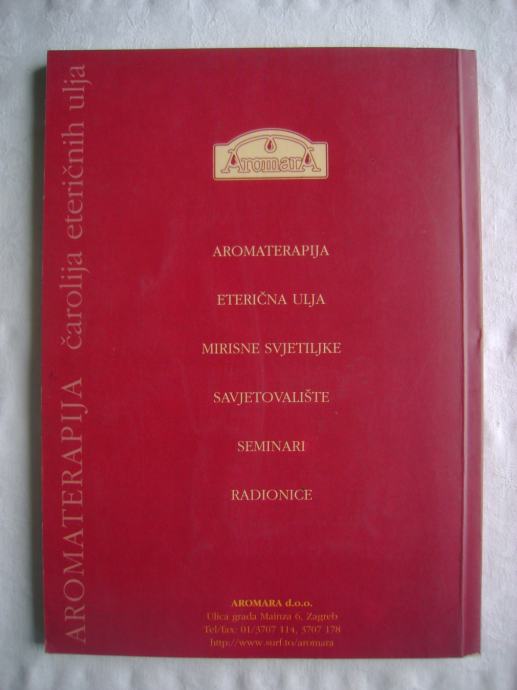 AROMATERAPIJA čarolija eteričnih ulja
AromarA
AROMATERAPIJA
ETERIČNA ULJA
MIRISNE SVJETILJKE
SAVJETOVALIŠTE
SEMINARI
RADIONICE
AROMARA d.o.o.
Ulica grada Mainza 6, Zagreb
Tel/fax: 01/3707 114, 3707 178
http://www.surf.to/aromara